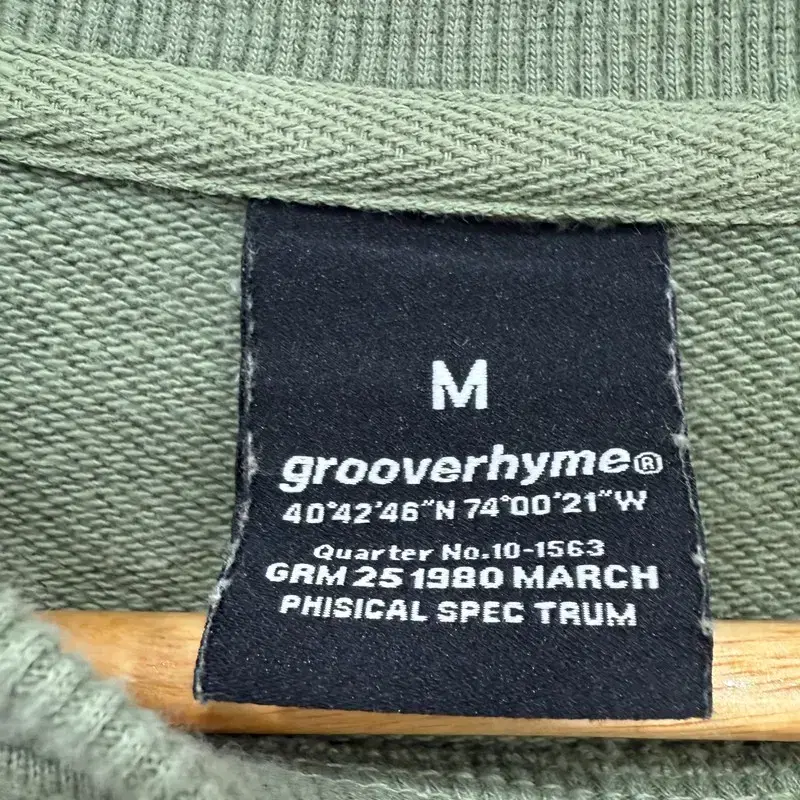 M
grooverhyme®
40°42'46"N 74°00'21"W
Quarter No.10-1563
GRM 25 1980 MARCH
PHISICAL SPEC TRUM